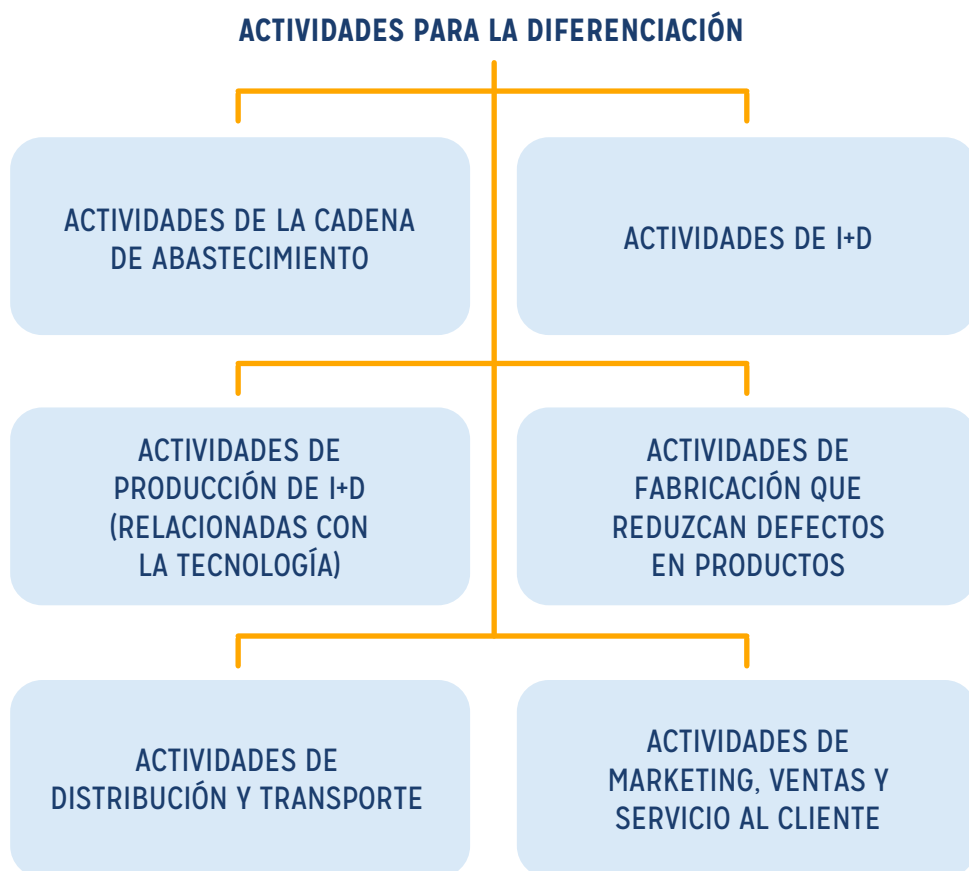 ACTIVIDADES PARA LA DIFERENCIACIÓN
ACTIVIDADES DE LA CADENA
DE ABASTECIMIENTO
ACTIVIDADES DE I+D
ACTIVIDADES DE
PRODUCCIÓN DE I+D
(RELACIONADAS CON
LA TECNOLOGÍA)
ACTIVIDADES DE
FABRICACIÓN QUE
REDUZCAN DEFECTOS
EN PRODUCTOS
ACTIVIDADES DE
DISTRIBUCIÓN Y TRANSPORTE
ACTIVIDADES DE
MARKETING, VENTAS Y
SERVICIO AL CLIENTE